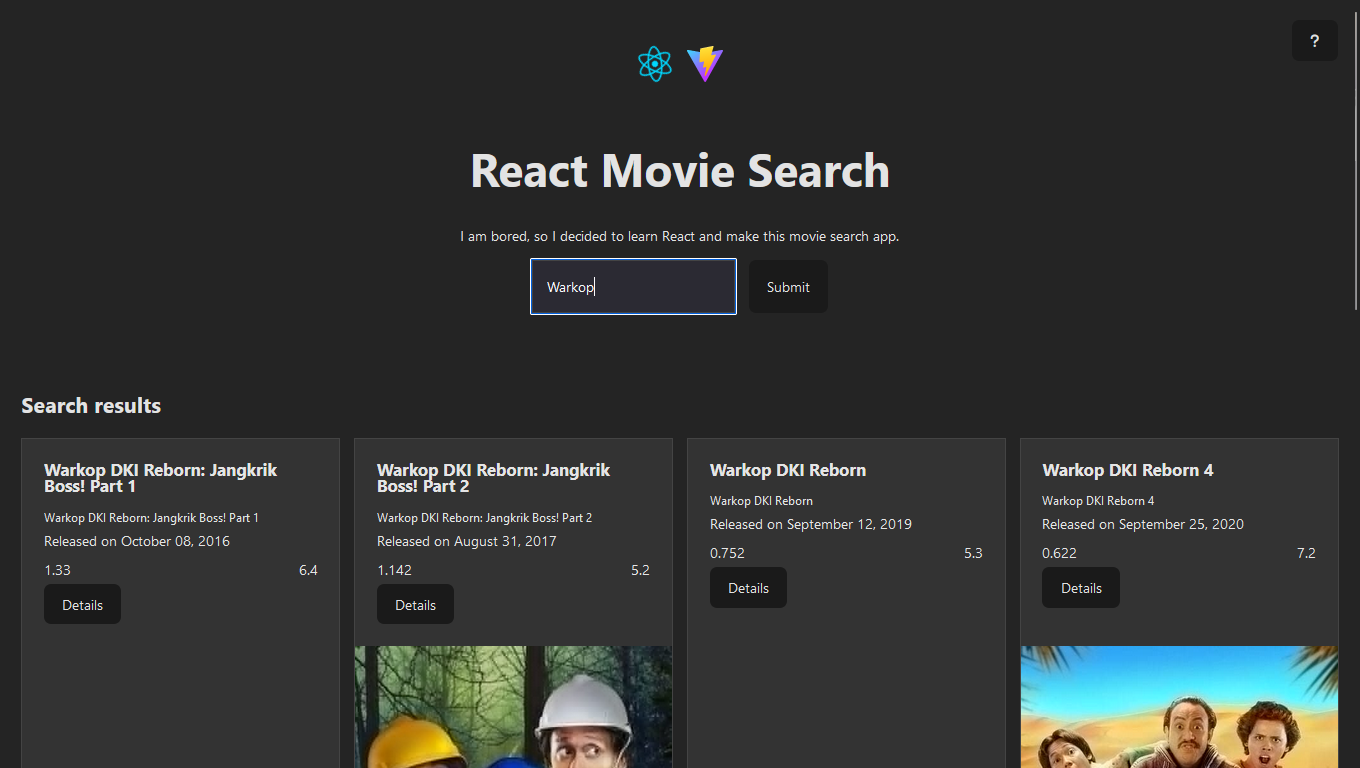 ?
React Movie Search
I am bored, so I decided to learn React and make this movie search app.
Warkop
Submit
Search results
Warkop DKI Reborn: Jangkrik
Boss! Part 1
Warkop DKI Reborn: Jangkrik Boss! Part 1
Released on October 08, 2016
1.33 6.4
Details
Warkop DKI Reborn: Jangkrik
Boss! Part 2
Warkop DKI Reborn: Jangkrik Boss! Part 2
Released on August 31, 2017
1.142 5.2
Details
Warkop DKI Reborn
Warkop DKI Reborn
Released on September 12, 2019
0.752 5.3
Details
Warkop DKI Reborn 4
Warkop DKI Reborn 4
Released on September 25, 2020
0.622 7.2
Details